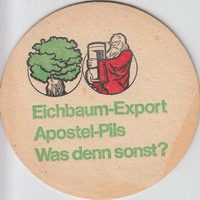 Eichbaum-Export
Apostel-Pils
Was denn sonst?